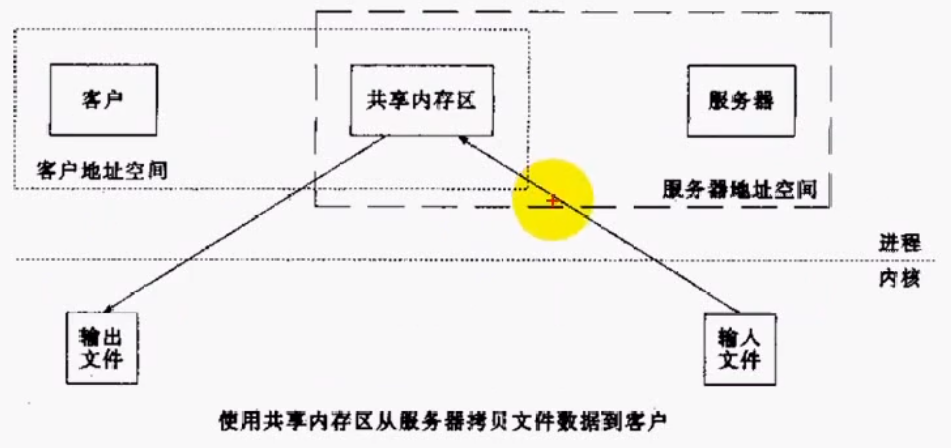 客户
共享内存区
服务器
客户地址空间
服务器地址空间
进程
内核
输出
文件
输入
文件
使用共享内存区从服务器拷贝文件数据到客户